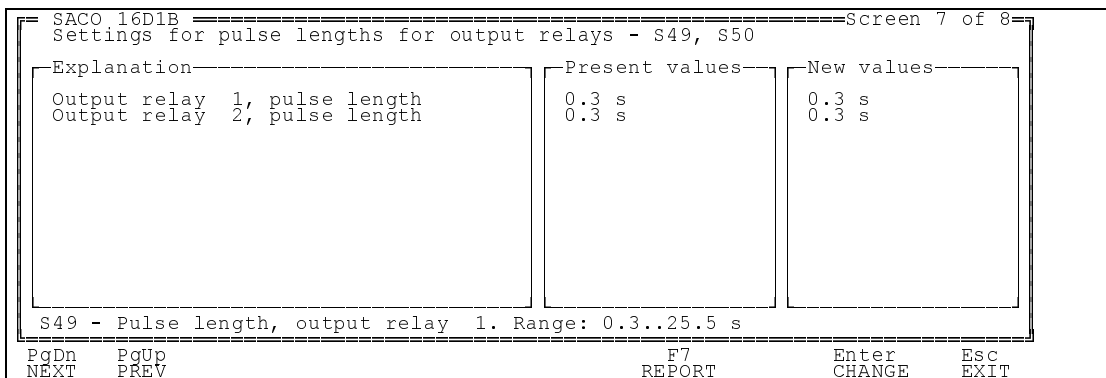 SACO 16D1B Screen 7 of 8
Settings for pulse lengths for output relays - S49, S50
Explanation Present values New values
Output relay 1, pulse length 0.3 s 0.3 s
Output relay 2, pulse length 0.3 s 0.3 s
S49 - Pulse length, output relay 1. Range: 0.3..25.5 s
PgDn PgUp F7 Enter Esc
NEXT PREV REPORT CHANGE EXIT